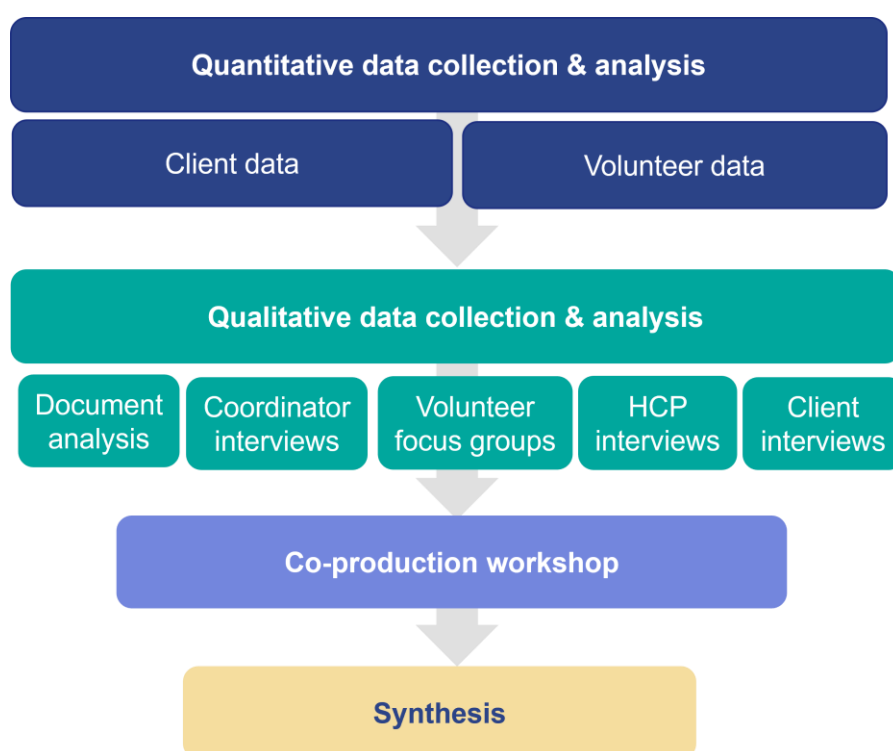 Quantitative data collection & analysis
Client data
Volunteer data
Qualitative data collection & analysis
Document
analysis
Coordinator
interviews
Volunteer
focus groups
HCP
interviews
Client
interviews
Co-production workshop
Synthesis